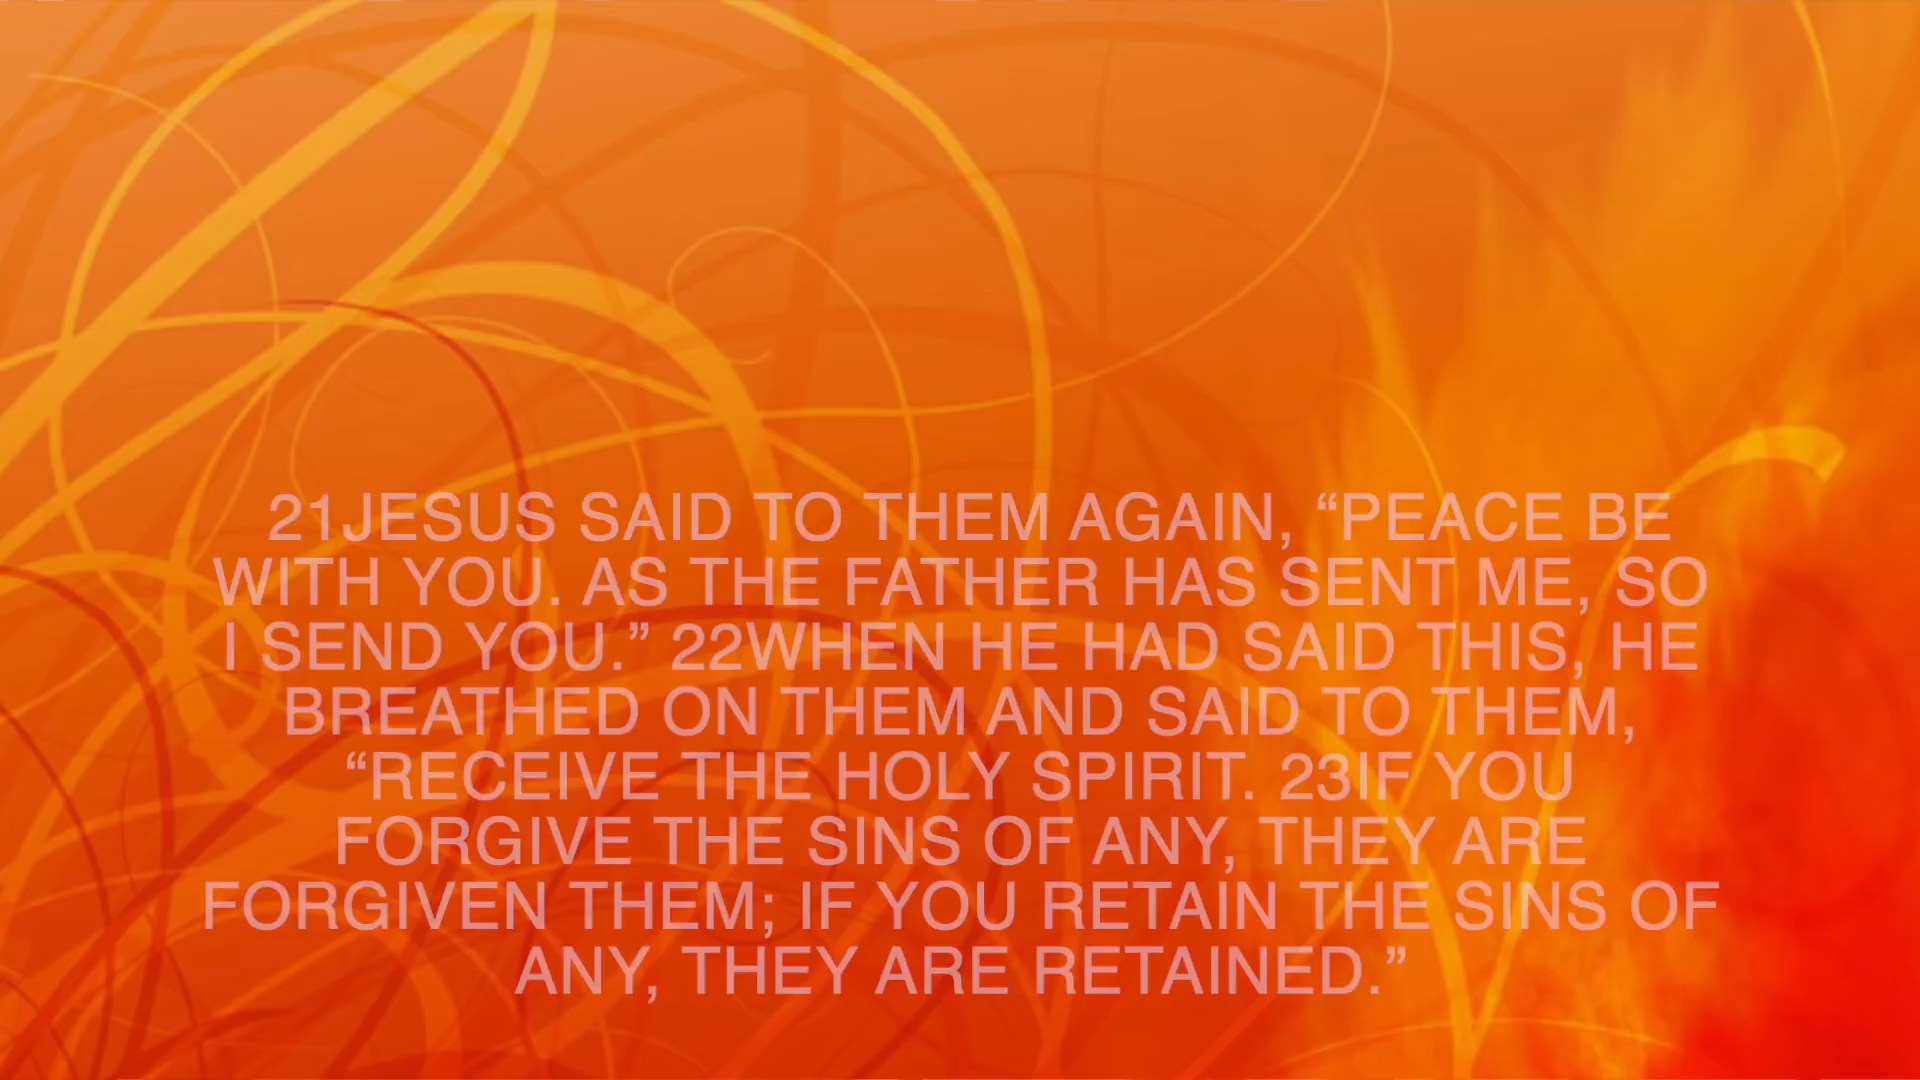 21JESUS SAID TO THEM AGAIN, “PEACE BE
WITH YOU. AS THE FATHER HAS SENT ME, SO
I SEND YOU.” 22WHEN HE HAD SAID THIS, HE
BREATHED ON THEM AND SAID TO THEM,
“RECEIVE THE HOLY SPIRIT. 23IF YOU
FORGIVE THE SINS OF ANY, THEY ARE
FORGIVEN THEM; IF YOU RETAIN THE SINS OF
ANY, THEY ARE RETAINED.”